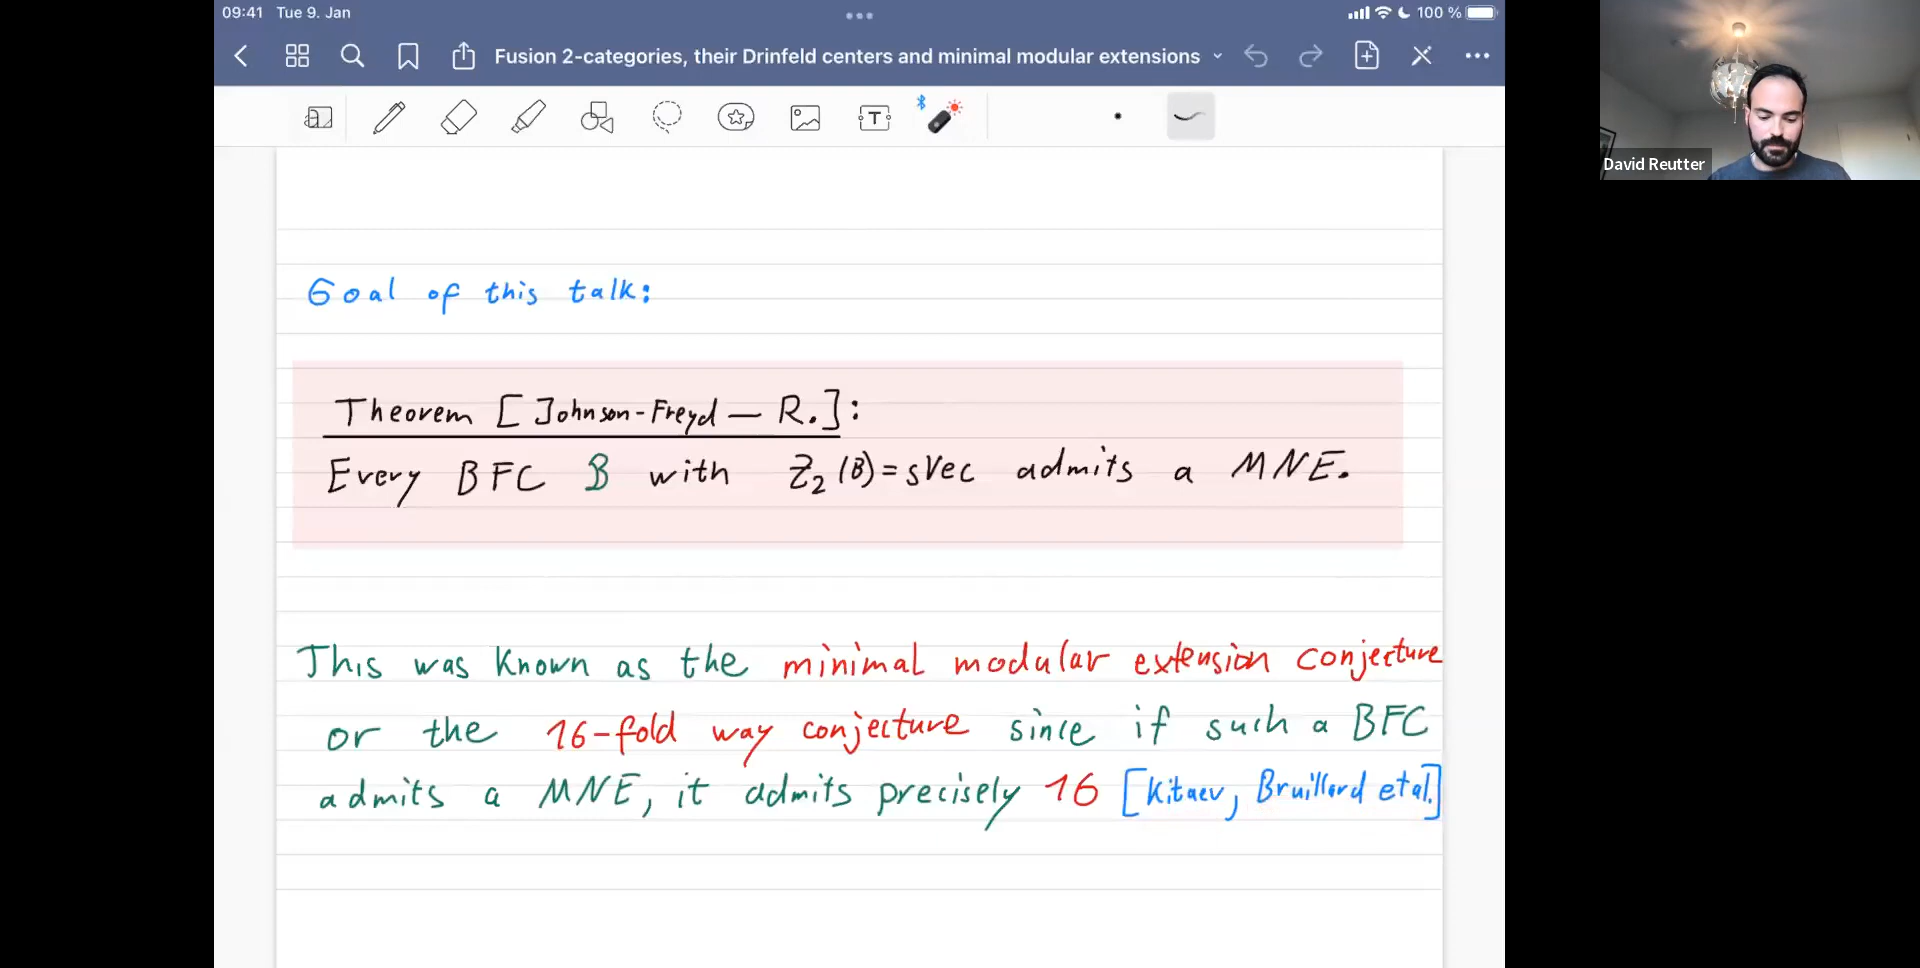 09:41 Tue 9. Jan
100 %
Fusion 2-categories, their Drinfeld centers and minimal modular extensions
T
David Reutter
Goal of this talk:
Theorem [Johnson-Freyd — R.]:
Every BFC B with Z₂(B)=sVec admits a MNE.
This was known as the minimal modular extension conjecture
or the 16-fold way conjecture since if such a BFC
admits a MNE, it admits precisely 16 [Kitaev, Bruillard et al.]